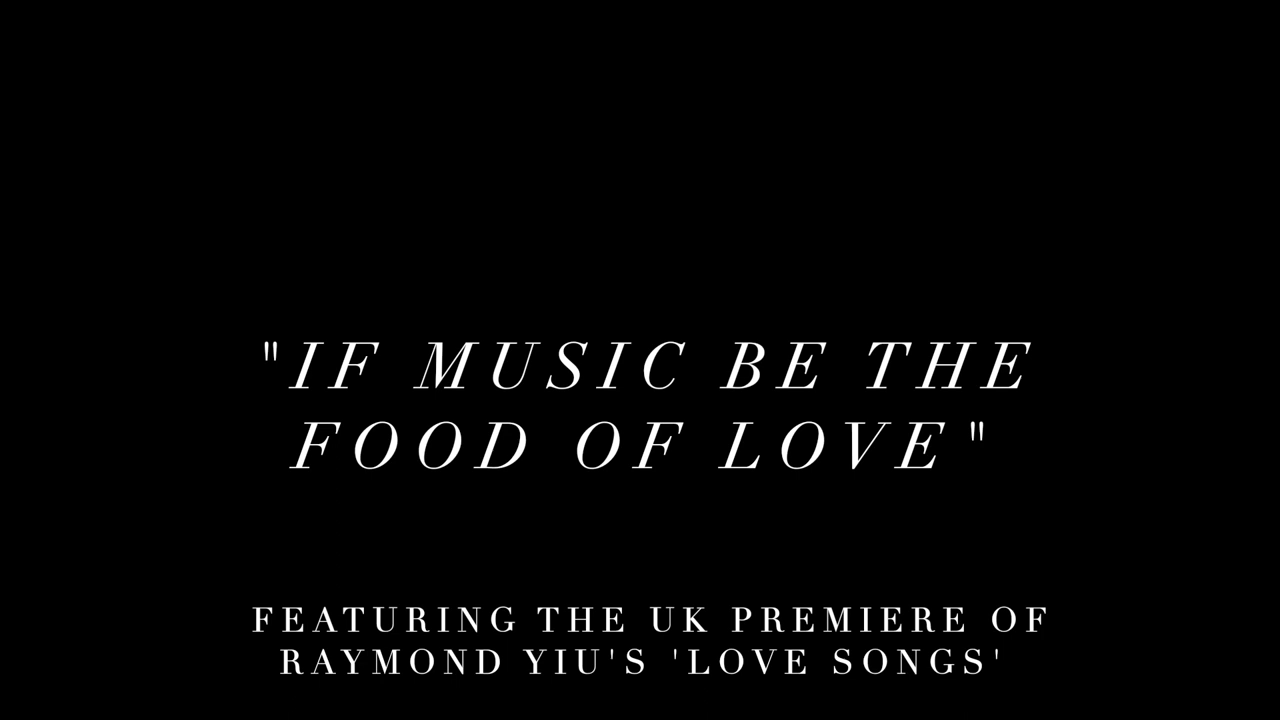 "IF MUSIC BE THE
FOOD OF LOVE"
FEATURING THE UK PREMIERE OF
RAYMOND YIU'S 'LOVE SONGS'